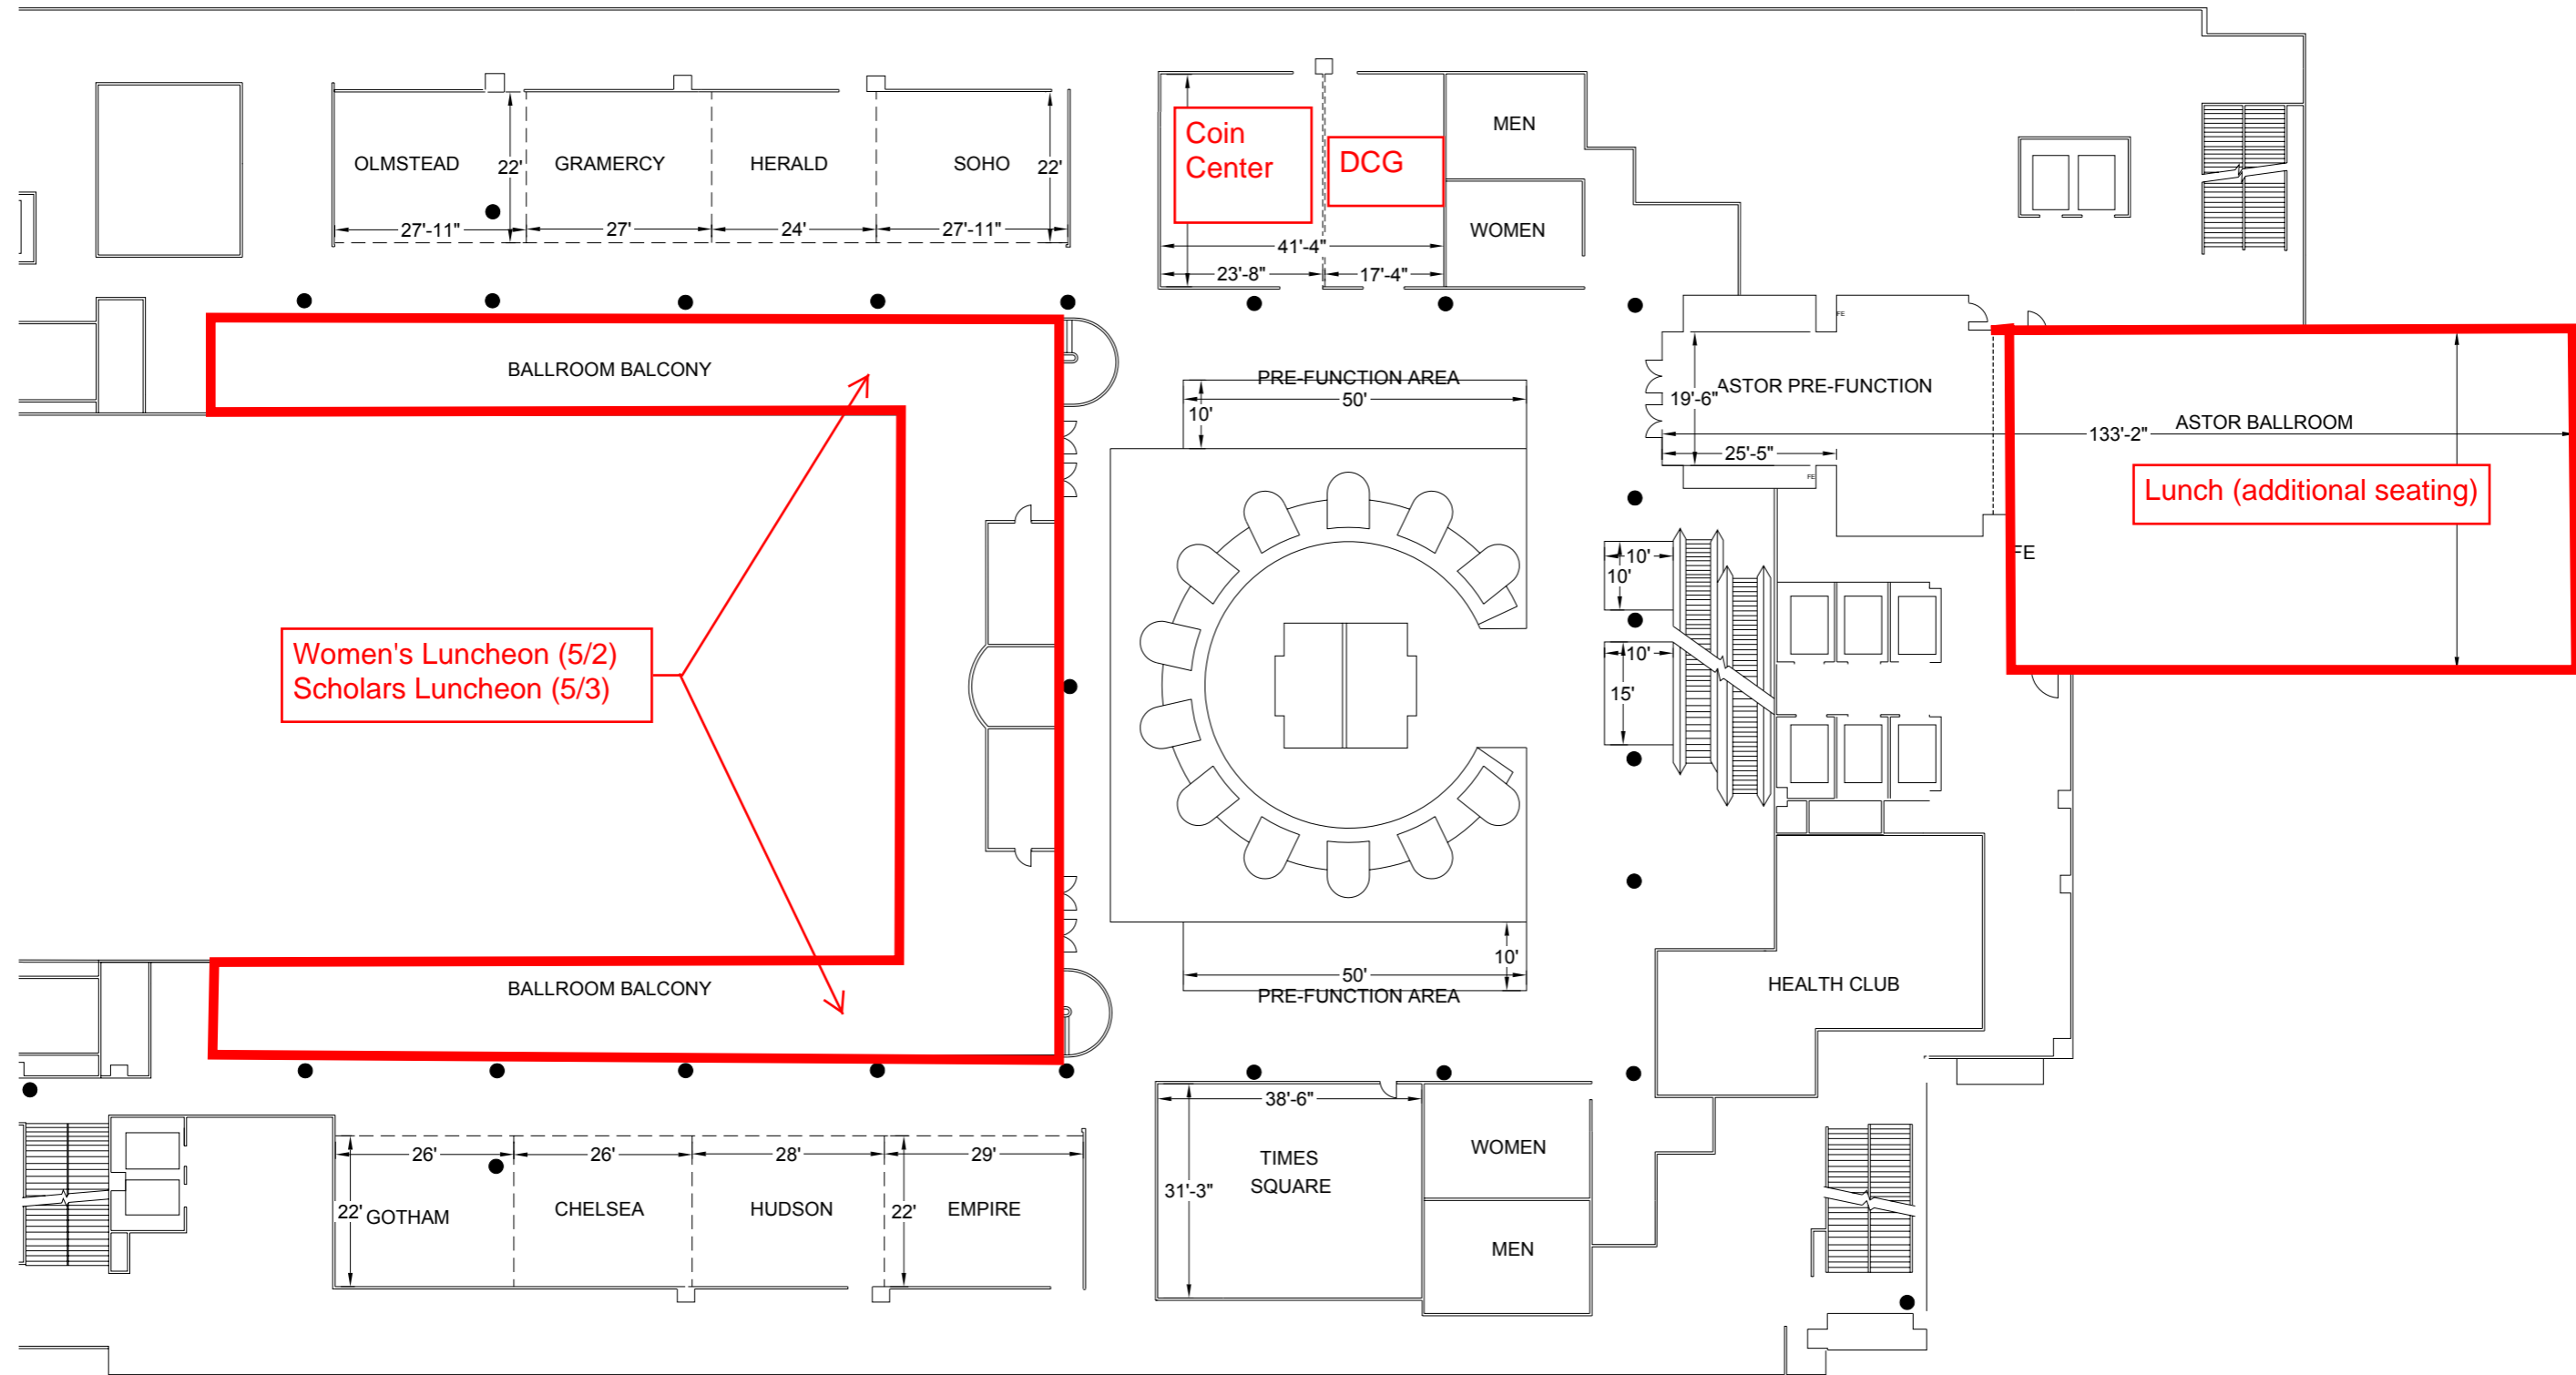 OLMSTEAD
22'
GRAMERCY
HERALD
SOHO
22'
27'-11"
27'
24'
27'-11"
Coin
Center
DCG
MEN
WOMEN
41'-4"
23'-8"
17'-4"
BALLROOM BALCONY
PRE-FUNCTION AREA
50'
10'
FE
19'-6"
ASTOR PRE-FUNCTION
25'-5"
FE
133'-2"
ASTOR BALLROOM
Lunch (additional seating)
FE
10'
10'
10'
15'
Women's Luncheon (5/2)
Scholars Luncheon (5/3)
BALLROOM BALCONY
10'
50'
PRE-FUNCTION AREA
HEALTH CLUB
26'
26'
28'
29'
22'
GOTHAM
CHELSEA
HUDSON
22'
EMPIRE
38'-6"
31'-3"
TIMES
SQUARE
WOMEN
MEN